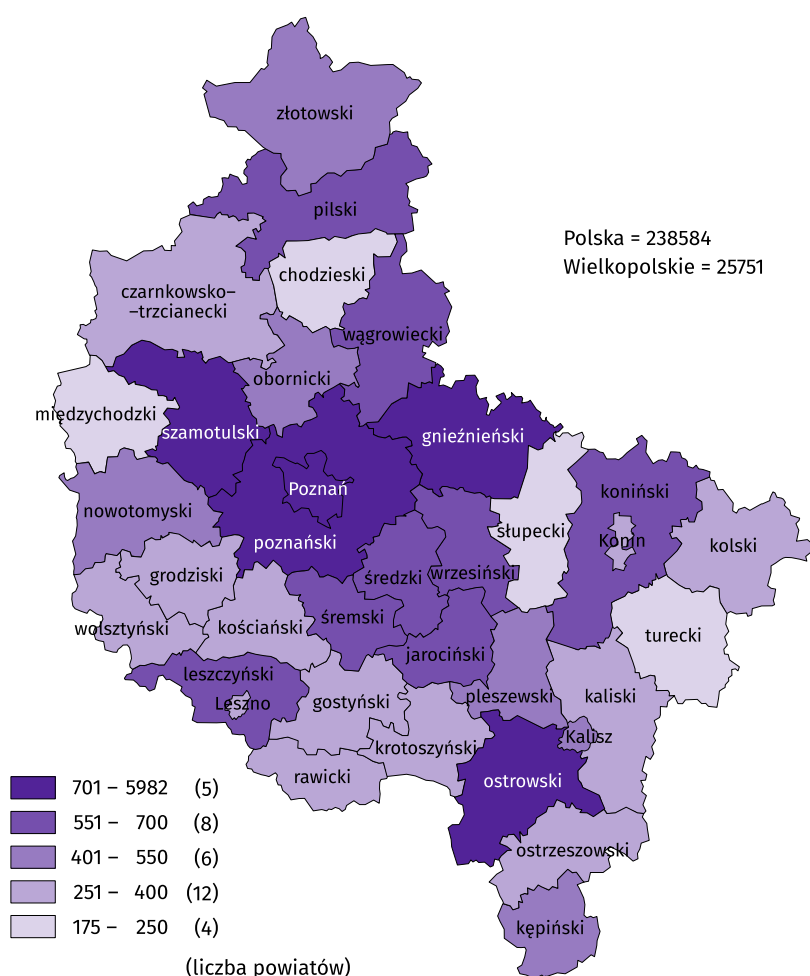 złotowski
pilski
Polska = 238584
Wielkopolskie = 25751
chodzieski
czarnkowsko–
–trzcianecki
wągrowiecki
obornicki
międzychodzki
szamotulski
gnieźnieński
Poznań
koniński
nowotomyski
słupecki
Konin
poznański
kolski
grodziski
średzki
wrzesiński
śremski
wolsztyński
kościański
turecki
jarociński
leszczyński
pleszewski
kaliski
Leszno
gostyński
Kalisz
krotoszyński
rawicki
ostrowski
701 – 5982 (5)
551 – 700 (8)
401 – 550 (6)
ostrzeszowski
251 – 400 (12)
175 – 250 (4)
kępiński
(liczba powiatów)